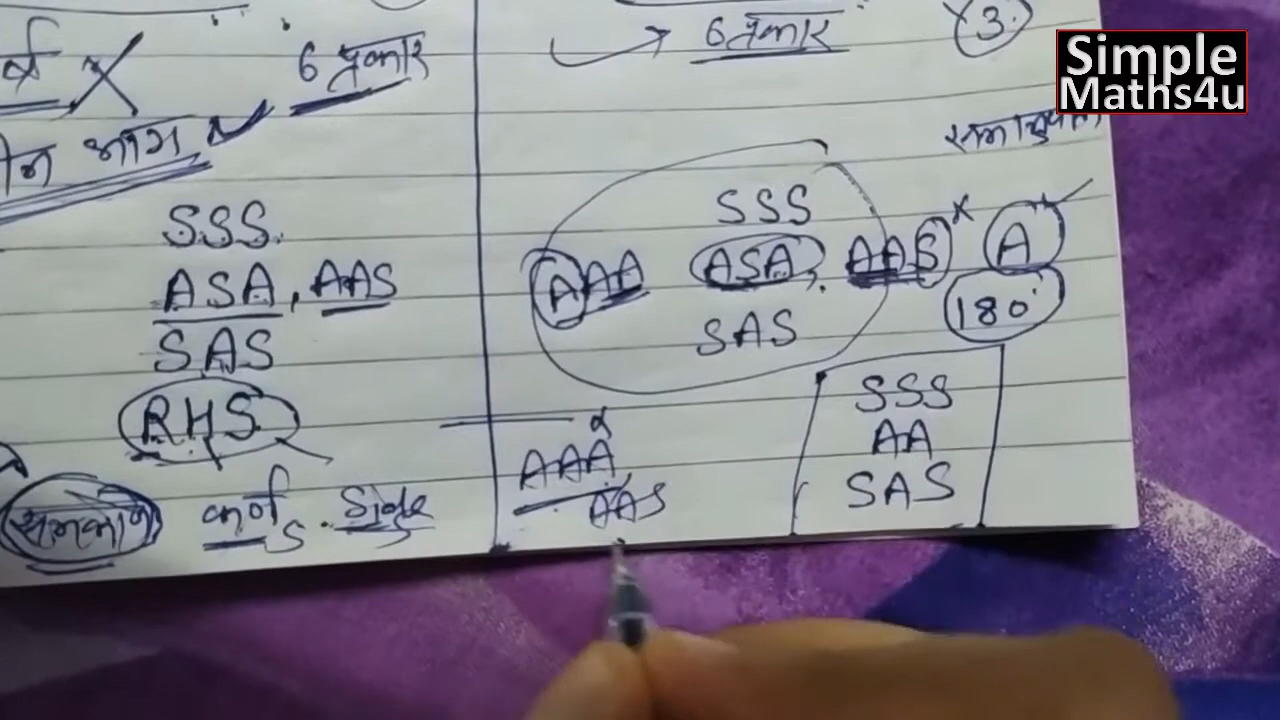 6 प्रकार
भाग
SSS
ASA, AAS
SAS
RHS
समकोण कर्ण Side
S S
6 प्रकार
3.
SSS
AAA ASA, AAS A
SAS 180°
AAA
AAS
SSS
AA
SAS
Simple
Maths4u